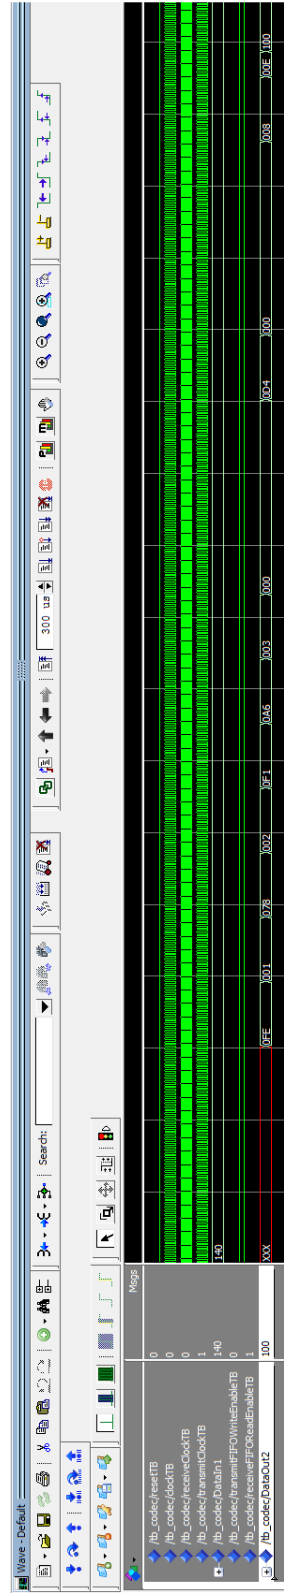 Wave - Default
Search:
300 us
Msgs
/tb_codec/resetTB 0
/tb_codec/clockTB 0
/tb_codec/receiveClockTB 0
/tb_codec/transmitClockTB 1
/tb_codec/DataIn1 140 140
/tb_codec/transmitFIFOWriteEnableTB 0
/tb_codec/receiveFIFOReadEnableTB 1
/tb_codec/DataOut2 100 XXX 0FE 001 078 002 0F1 0A6 003 000 0D4 000 008 00E 100